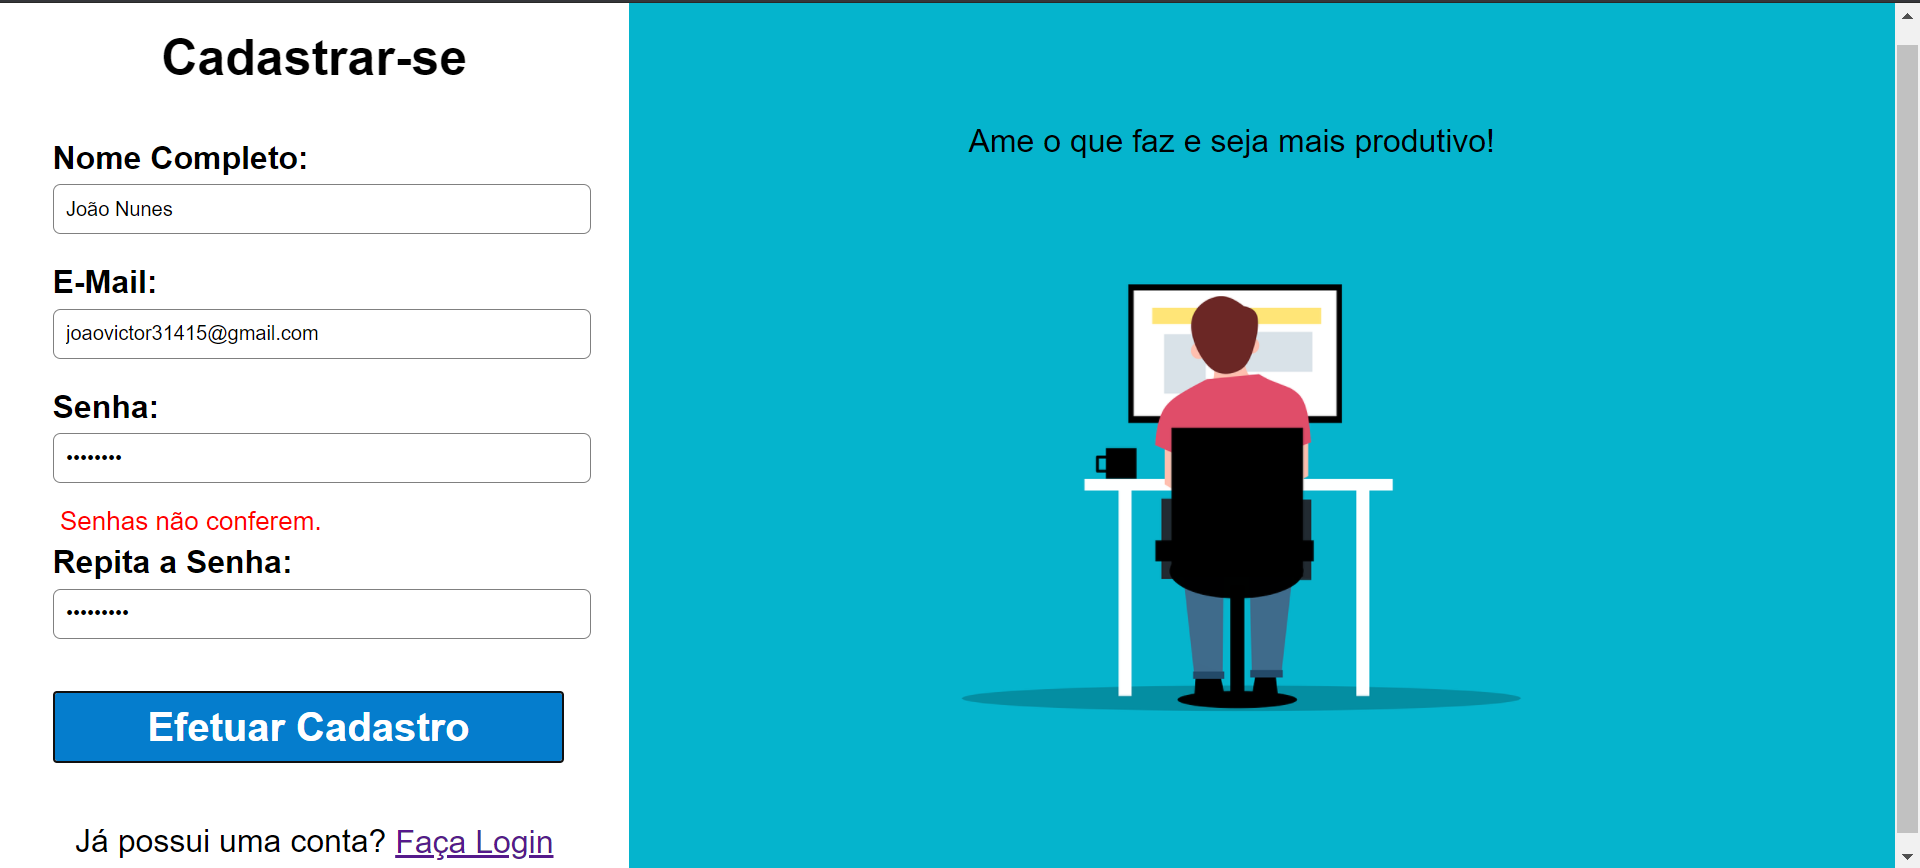 Cadastrar-se
Nome Completo:
João Nunes
E-Mail:
joaovictor31415@gmail.com
Senha:
••••••••
Senhas não conferem.
Repita a Senha:
•••••••••
Efetuar Cadastro
Já possui uma conta? Faça Login
Ame o que faz e seja mais produtivo!